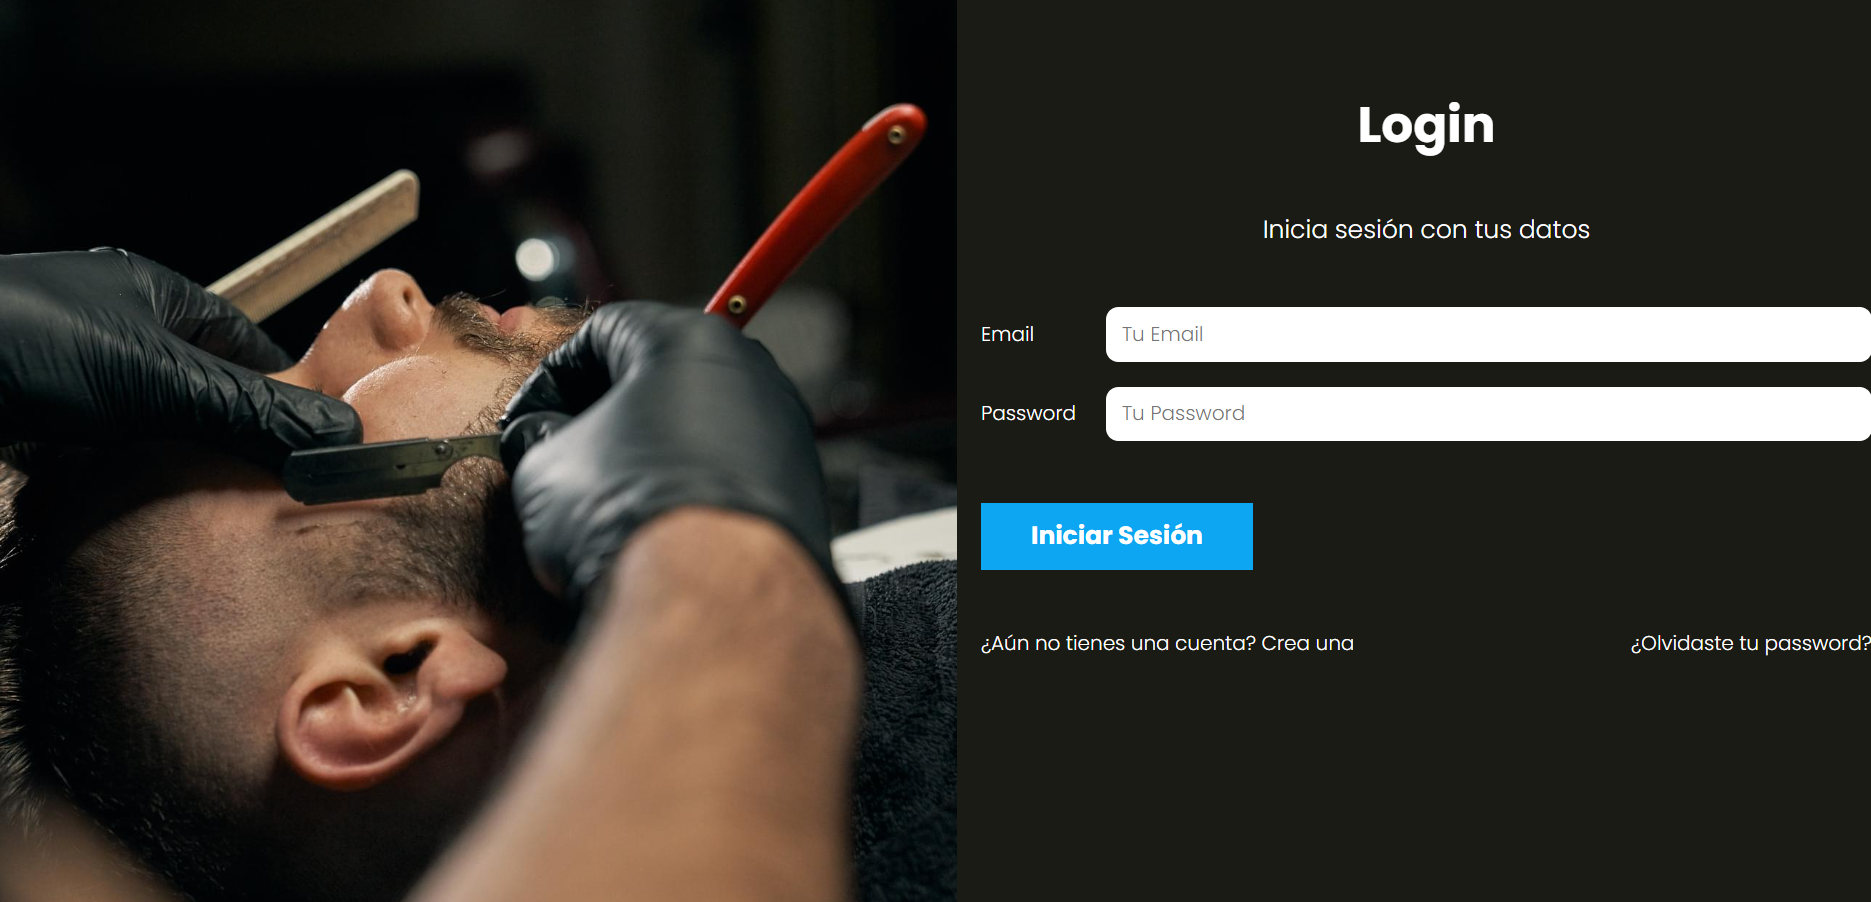 Login
Inicia sesión con tus datos
Email
Tu Email
Password
Tu Password
Iniciar Sesión
¿Aún no tienes una cuenta? Crea una
¿Olvidaste tu password?